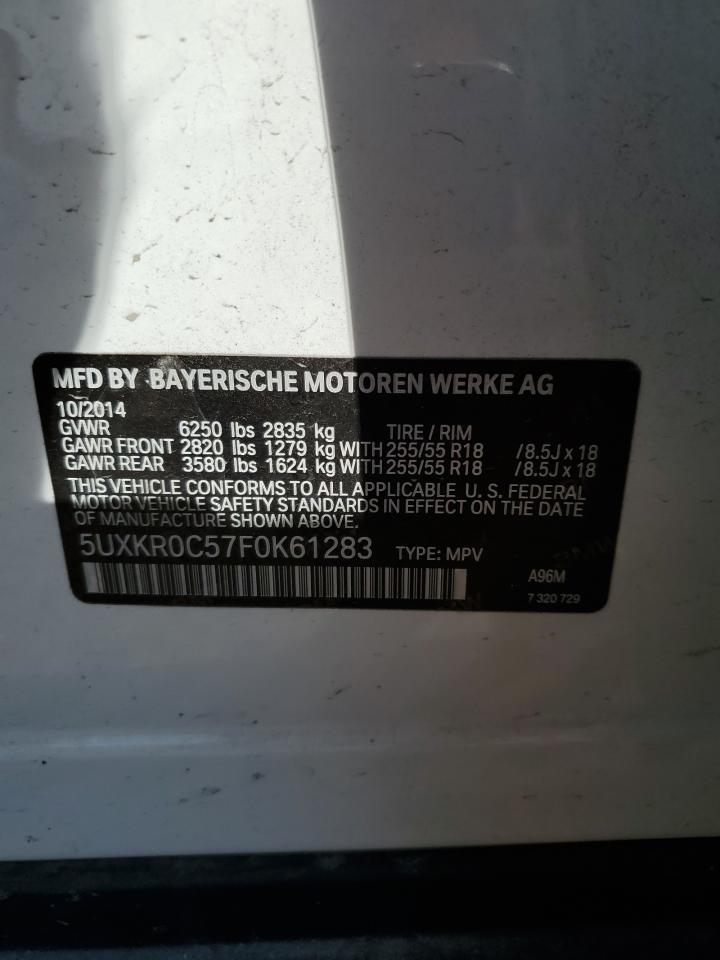 MFD BY BAYERISCHE MOTOREN WERKE AG
10/2014
GVWR 6250 lbs 2835 kg TIRE / RIM
GAWR FRONT 2820 lbs 1279 kg WITH 255/55 R18 /8.5J x 18
GAWR REAR 3580 lbs 1624 kg WITH 255/55 R18 /8.5J x 18
THIS VEHICLE CONFORMS TO ALL APPLICABLE U. S. FEDERAL
MOTOR VEHICLE SAFETY STANDARDS IN EFFECT ON THE DATE
OF MANUFACTURE SHOWN ABOVE.
5UXKR0C57F0K61283 TYPE: MPV
A96M
7 320 729